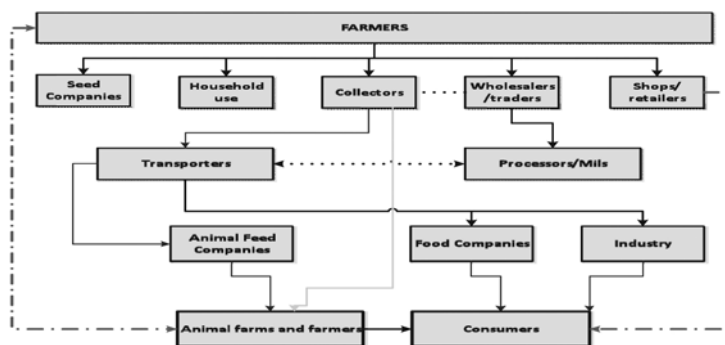 FARMERS
Seed
Companies
Household
use
Collectors
Wholesalers
/traders
Shops/
retailers
Transporters
Processors/Mils
Animal Feed
Companies
Food Companies
Industry
Animal farms and farmers
Consumers